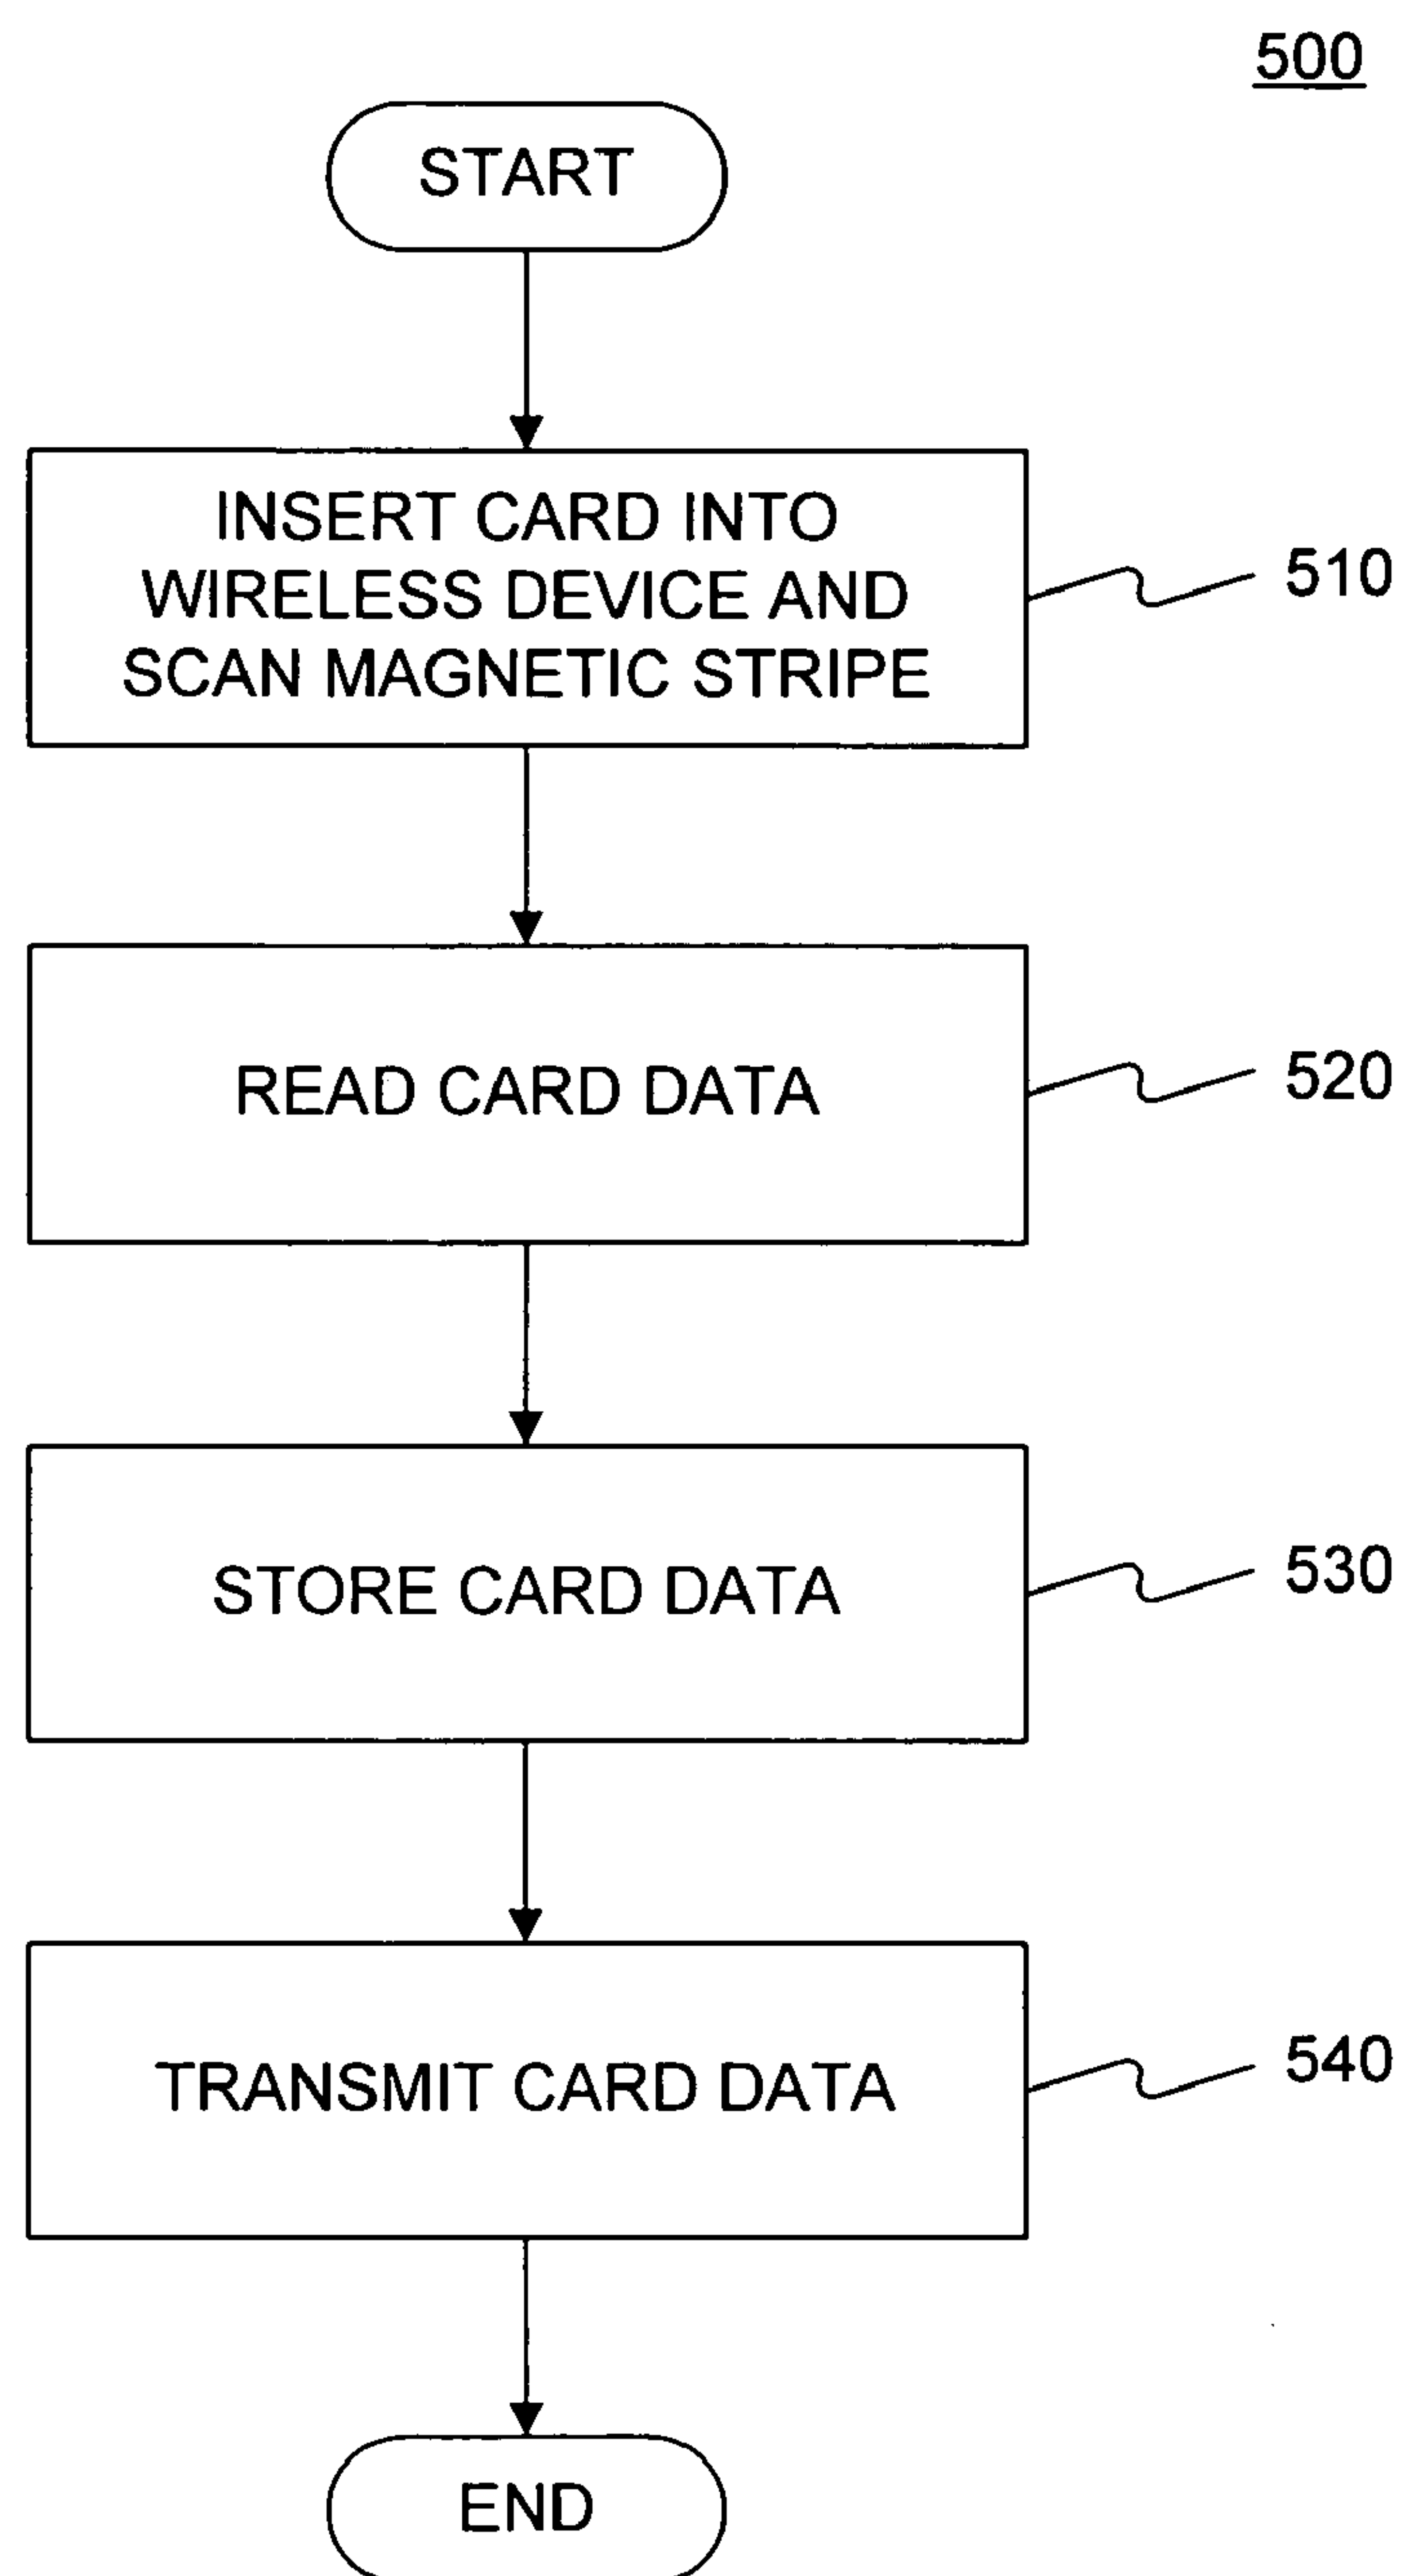 500
START
INSERT CARD INTO
WIRELESS DEVICE AND
SCAN MAGNETIC STRIPE
510
READ CARD DATA
520
STORE CARD DATA
530
TRANSMIT CARD DATA
540
END